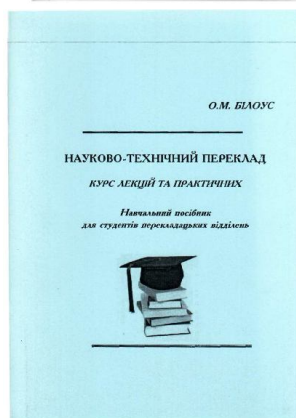 О.М. БІЛОУС
НАУКОВО-ТЕХНІЧНИЙ ПЕРЕКЛАД
КУРС ЛЕКЦІЙ ТА ПРАКТИЧНИХ
Навчальний посібник
для студентів перекладацьких відділень